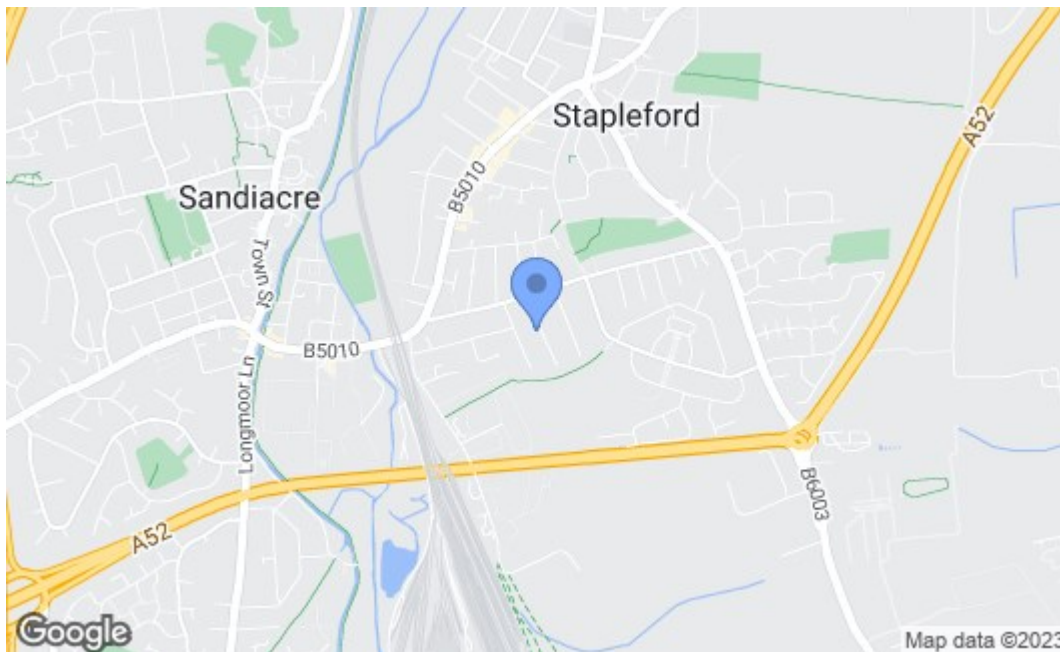 Stapleford
A52
B5010
Sandiacre
Town St
B5010
Longmoor Ln
A52
B6003
Google
Map data ©2023